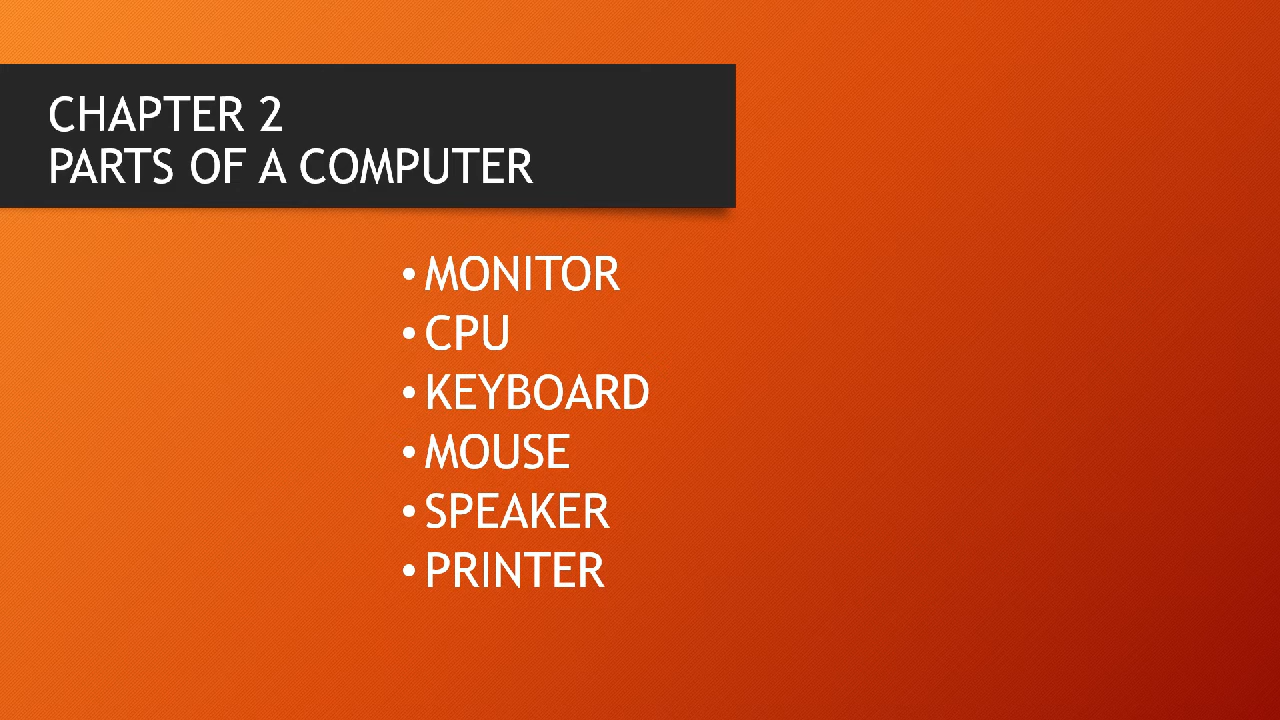 CHAPTER 2
PARTS OF A COMPUTER
• MONITOR
• CPU
• KEYBOARD
• MOUSE
• SPEAKER
• PRINTER